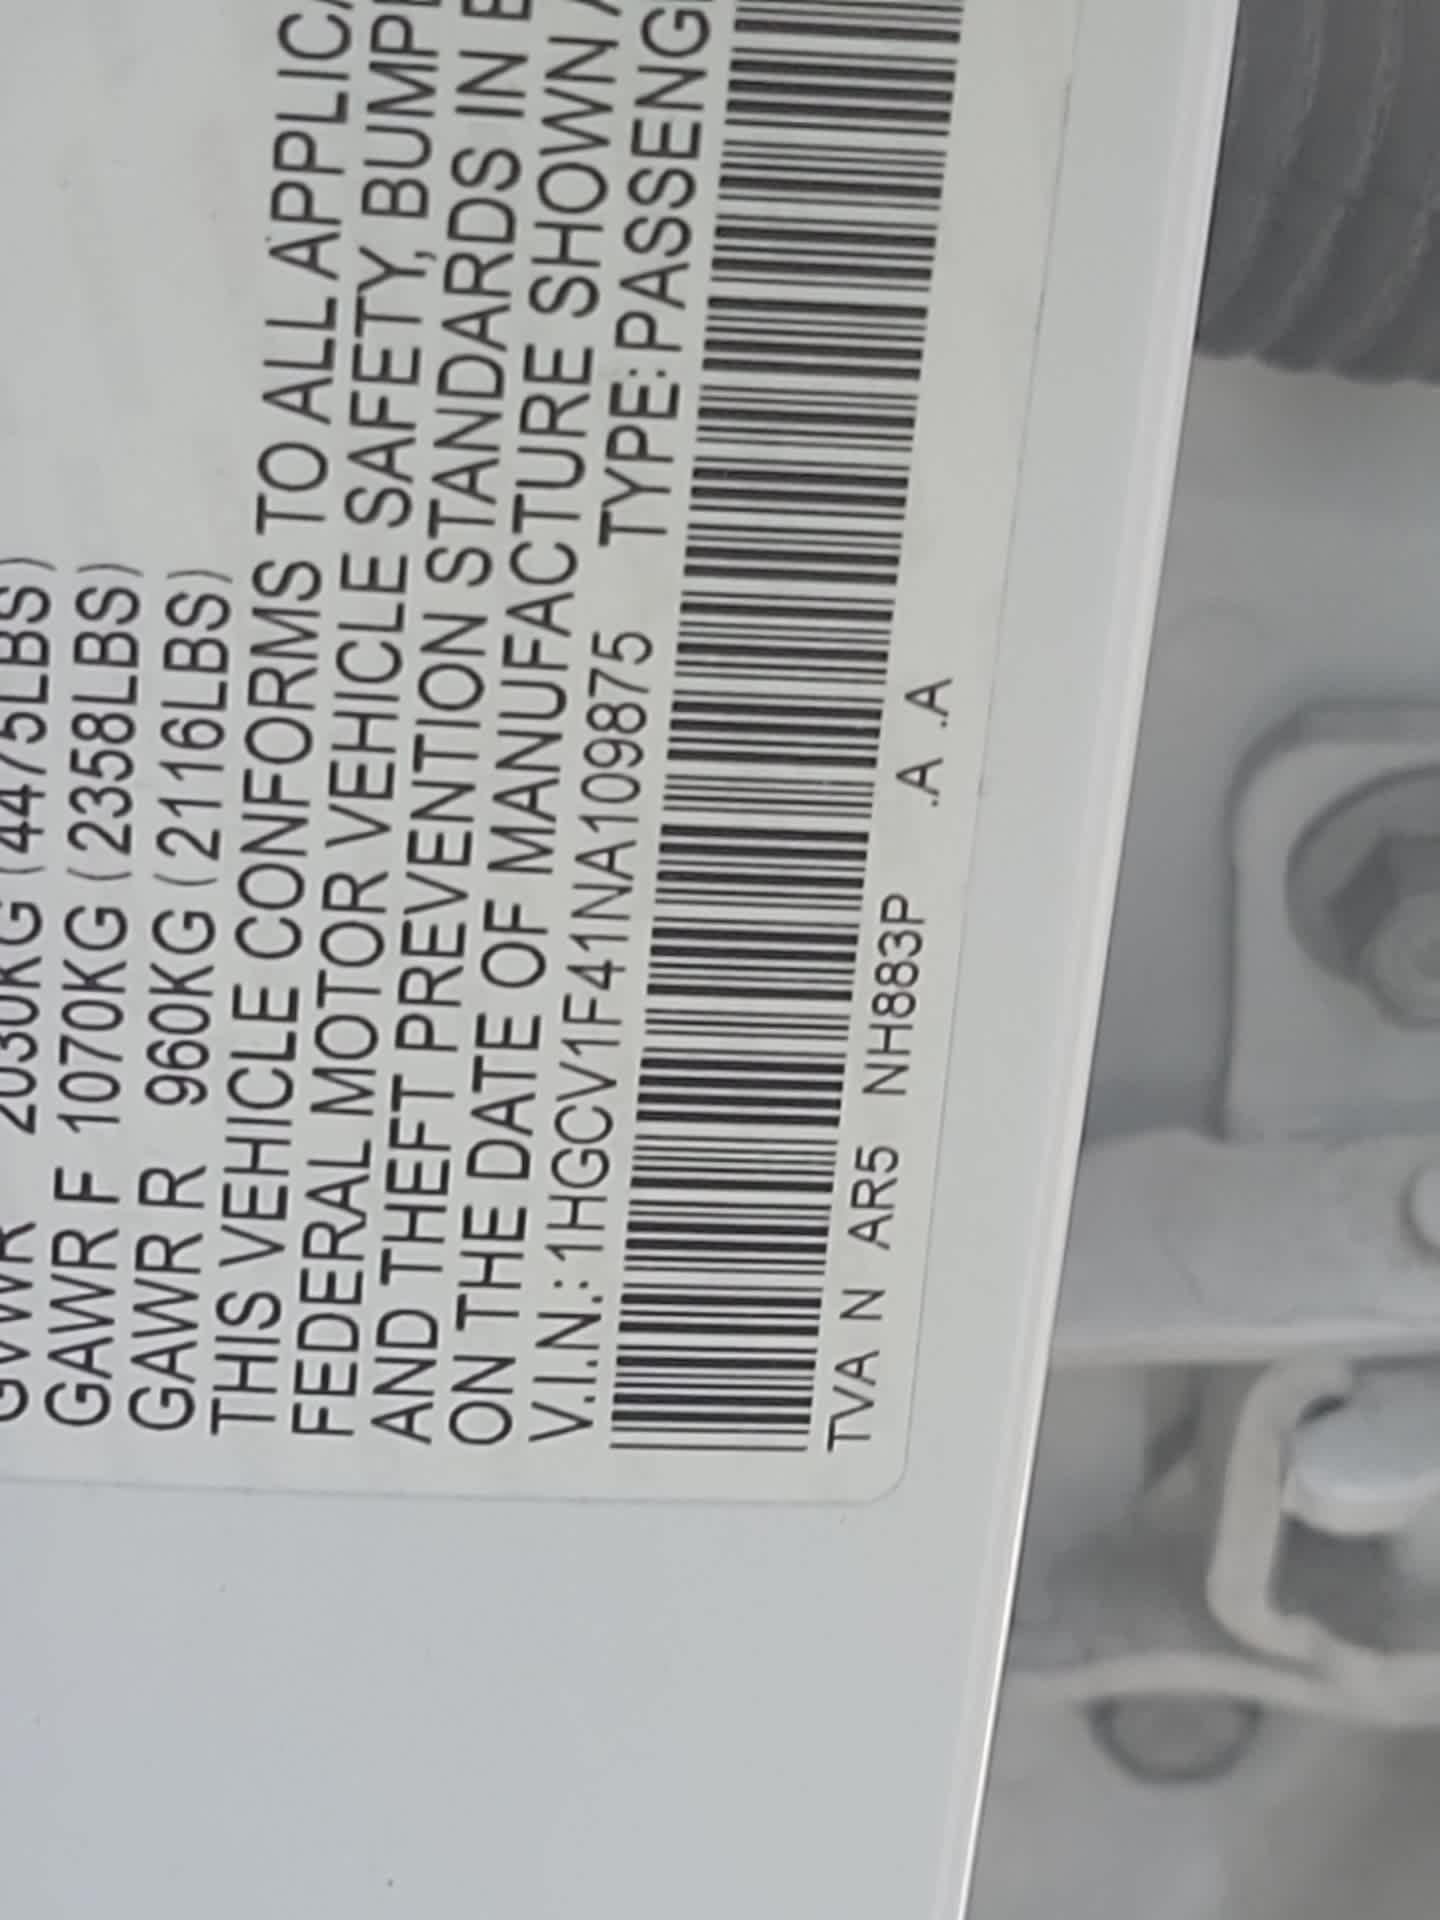 GVWR 2030KG (4475LBS)
GAWR F 1070KG (2358LBS)
GAWR R 960KG (2116LBS)
THIS VEHICLE CONFORMS TO ALL APPLICA
FEDERAL MOTOR VEHICLE SAFETY, BUMPE
AND THEFT PREVENTION STANDARDS IN E
ON THE DATE OF MANUFACTURE SHOWN A
V.I.N.:1HGCV1F41NA109875 TYPE:PASSENG
TVA N AR5 NH883P .A .A